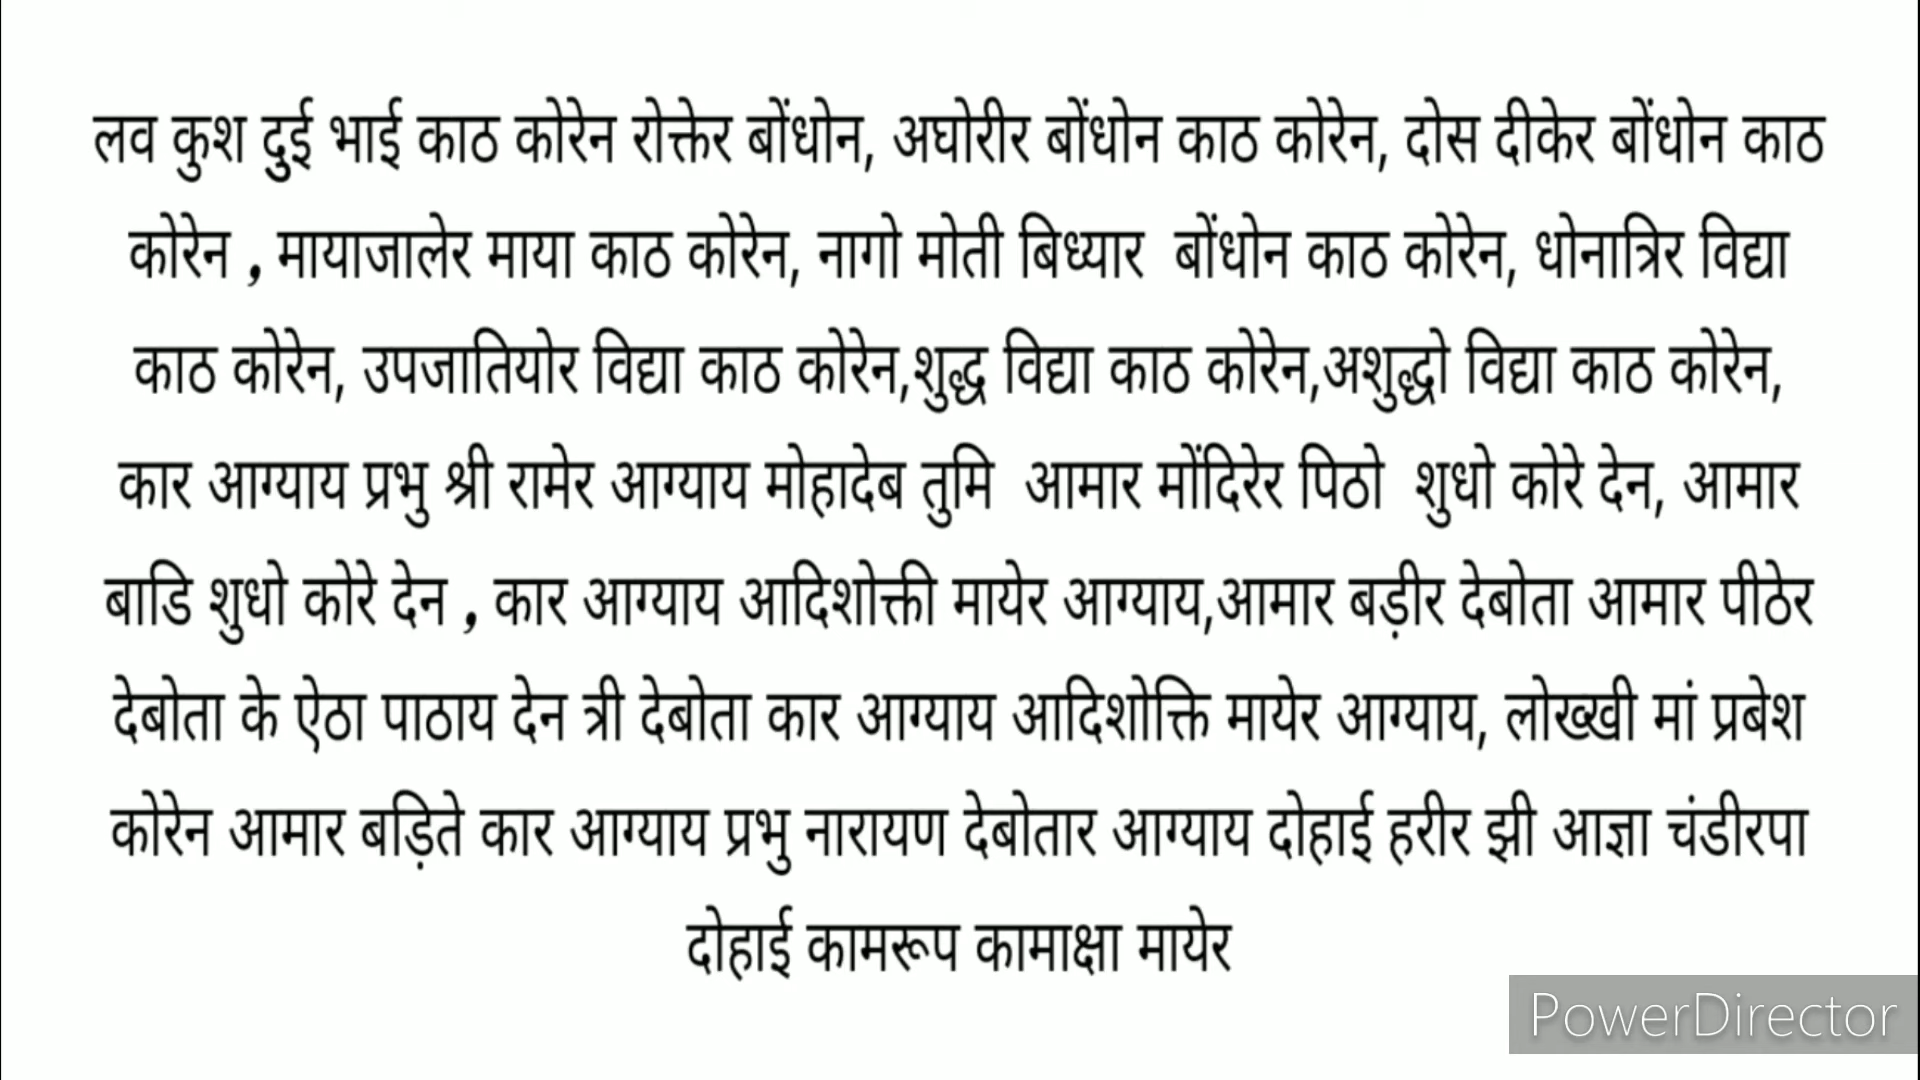 लव कुश दुई भाई काठ कोरेन रोक्तेर बोंधोन, अघोरीर बोंधोन काठ कोरेन, दोस दीकेर बोंधोन काठ
कोरेन , मायाजालेर माया काठ कोरेन, नागो मोती बिध्यार बोंधोन काठ कोरेन, धोनात्रिर विद्या
काठ कोरेन, उपजातियोर विद्या काठ कोरेन,शुद्ध विद्या काठ कोरेन,अशुद्धो विद्या काठ कोरेन,
कार आग्याय प्रभु श्री रामेर आग्याय मोहादेब तुमि आमार मोंदिरेर पिठो शुधो कोरे देन, आमार
बाडि शुधो कोरे देन , कार आग्याय आदिशोक्ती मायेर आग्याय,आमार बड़ीर देबोता आमार पीठेर
देबोता के ऐठा पाठाय देन त्री देबोता कार आग्याय आदिशोक्ति मायेर आग्याय, लोख्खी मां प्रबेश
कोरेन आमार बड़िते कार आग्याय प्रभु नारायण देबोतार आग्याय दोहाई हरीर झी आज्ञा चंडीरपा
दोहाई कामरूप कामाक्षा मायेर
PowerDirector